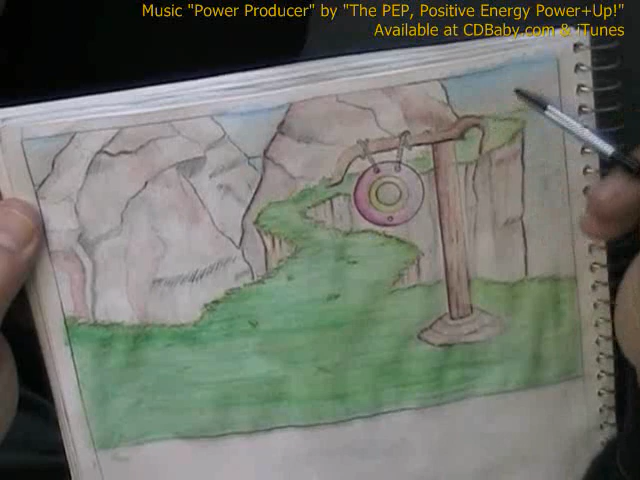 Music "Power Producer" by "The PEP, Positive Energy Power+Up!"
Available at CDBaby.com & iTunes